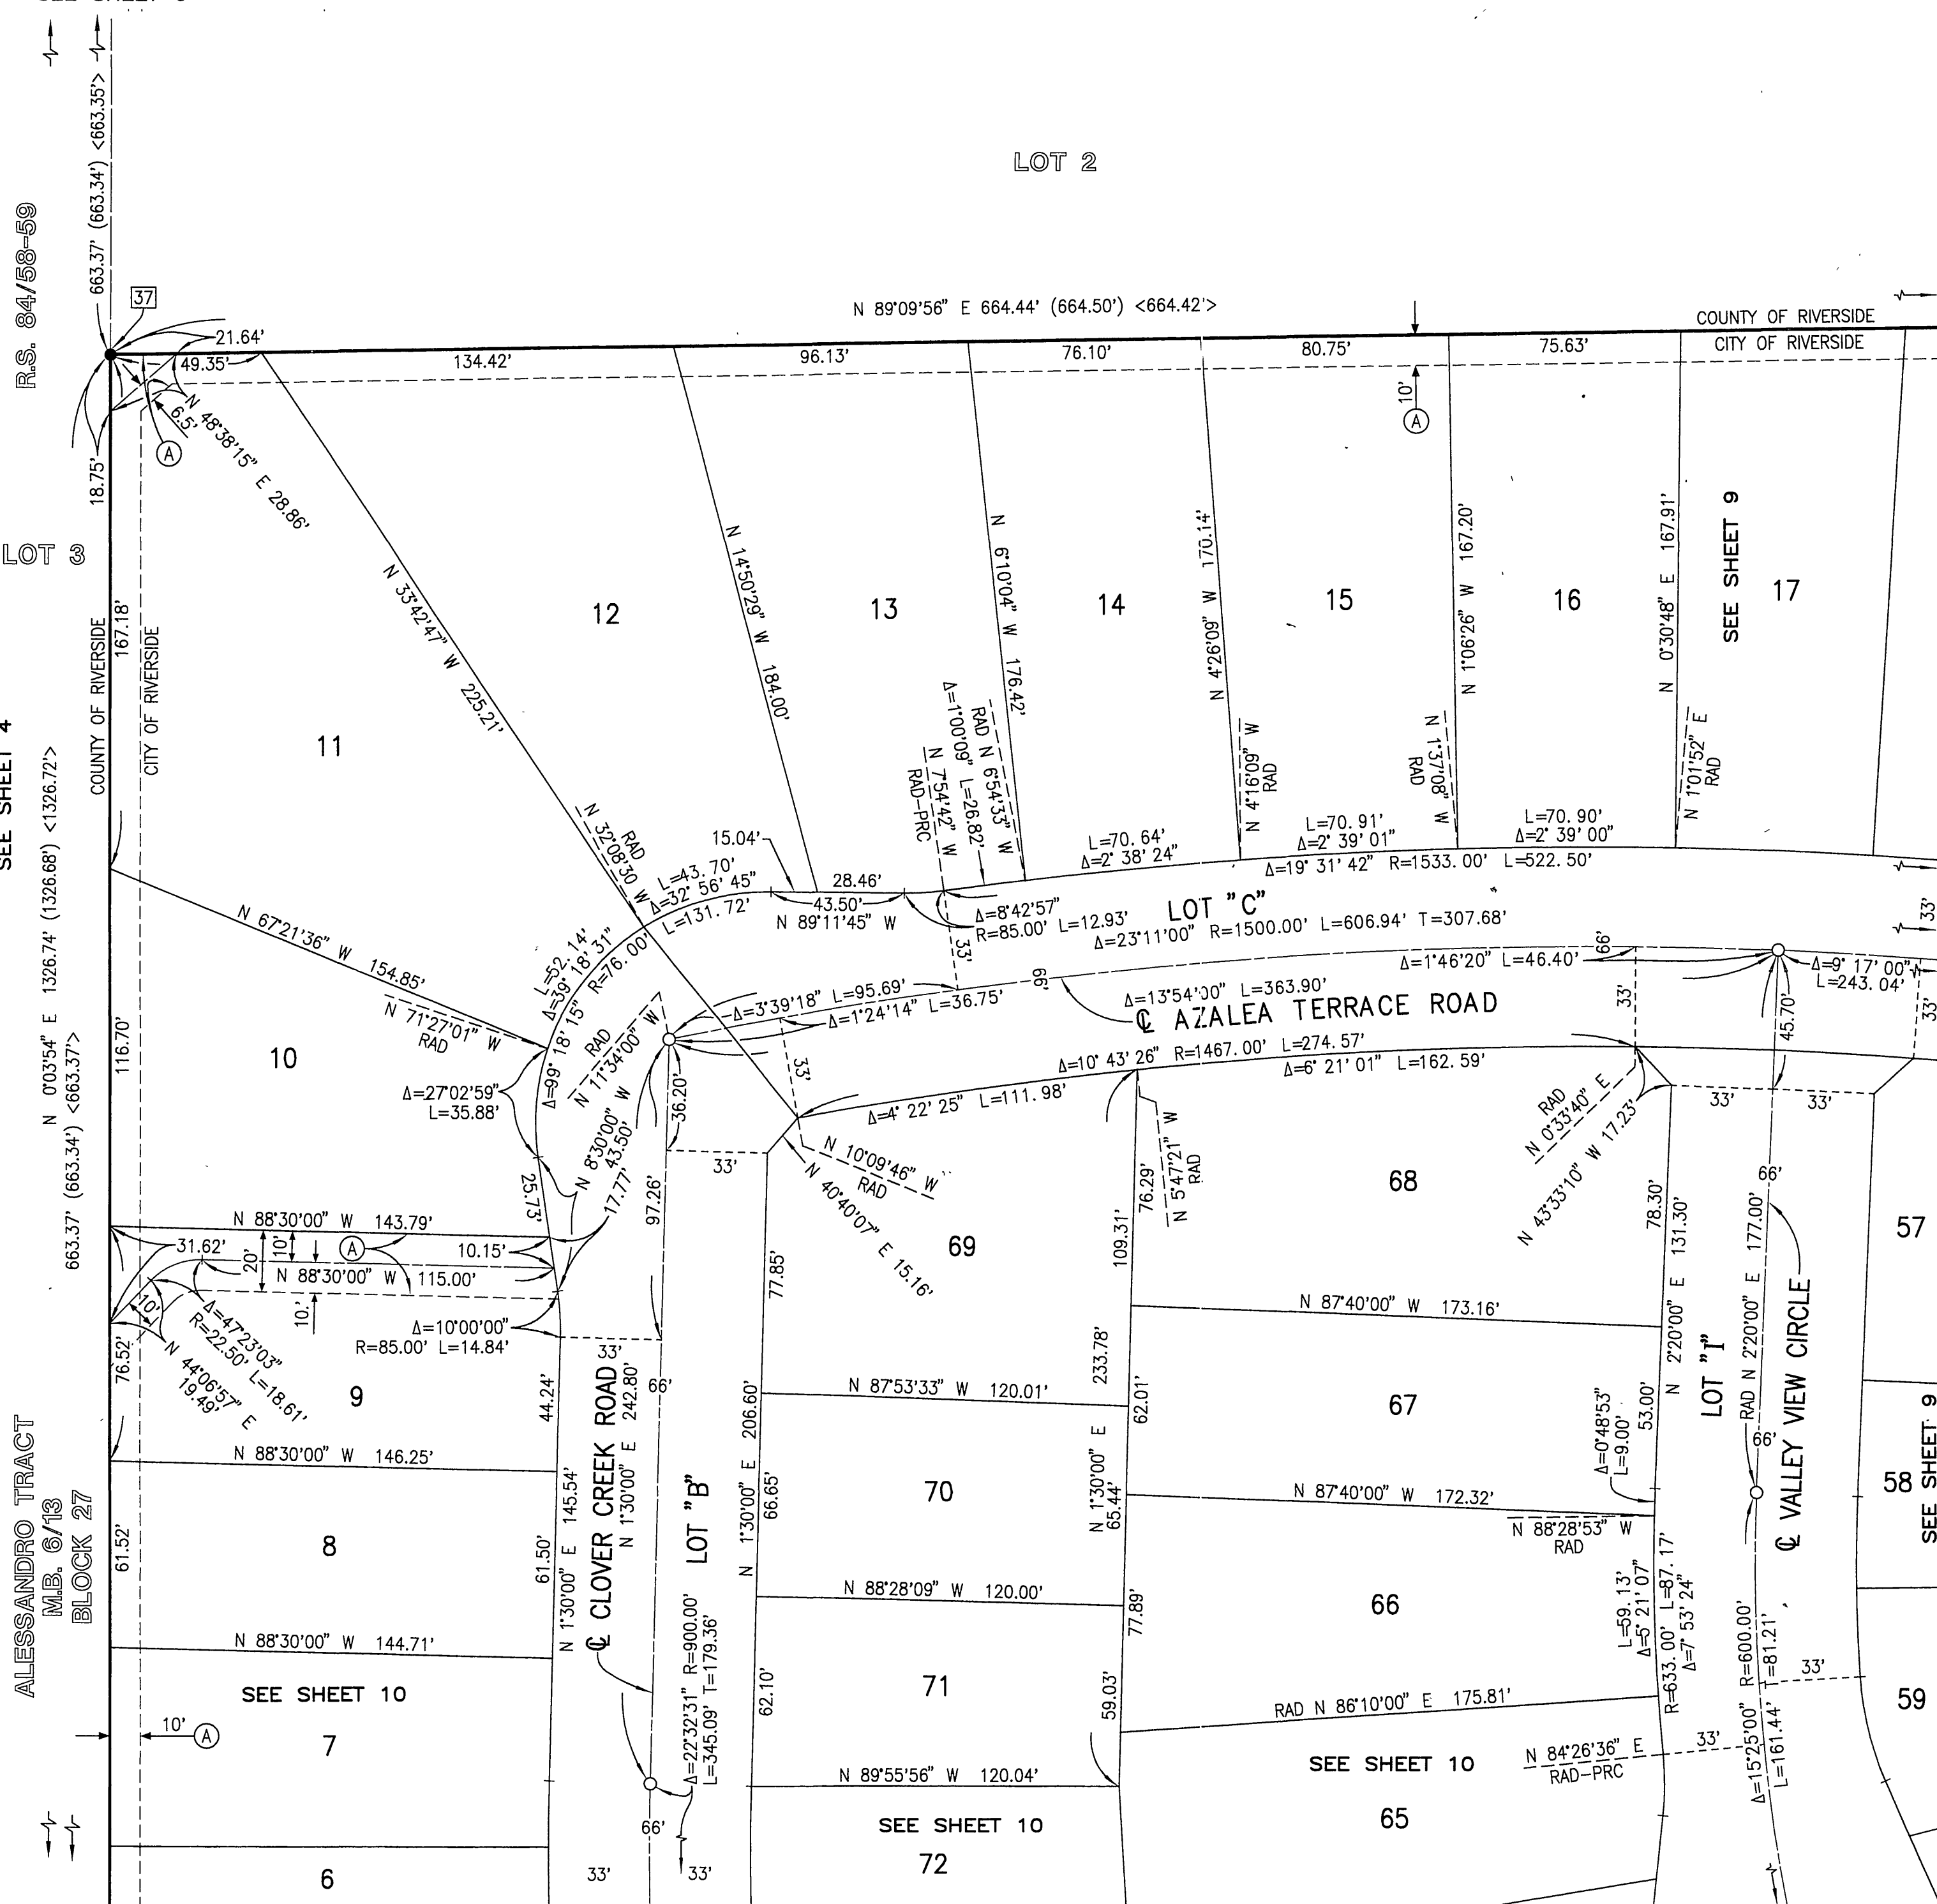 663.37' (663.34') <663.35'>
LOT 2
R.S. 84/58-59
37
N 89°09'56" E 664.44' (664.50') <664.42'>
COUNTY OF RIVERSIDE
CITY OF RIVERSIDE
21.64'
49.35'
134.42'
96.13'
76.10'
80.75'
75.63'
10'
A
6.5'
N 48°38'15" E 28.86'
A
18.75'
LOT 3
167.18'
COUNTY OF RIVERSIDE
CITY OF RIVERSIDE
N 33°42'47" W 225.21'
12
N 14°50'29" W 184.00'
13
N 6°10'04" W 176.42'
14
N 4°26'09" W 170.14'
15
N 1°06'26" W 167.20'
16
N 0°30'48" E 167.91'
SEE SHEET 9
17
11
SEE SHEET 4
N 0°03'54" E 1326.74' (1326.68') <1326.72'>
663.37' (663.34') <663.37'>
N 32°08'30" W
RAD
N 7°54'42" W
RAD-PRC
Δ=1°00'09" L=26.82'
RAD N 6°54'33" W
N 4°16'09" W
RAD
N 1°37'08" W
RAD
N 1°01'52" E
RAD
15.04'
L=43.70'
Δ=32° 56' 45"
L=131.72'
28.46'
43.50'
N 89°11'45" W
L=70.64'
Δ=2° 38' 24"
L=70.91'
Δ=2° 39' 01"
L=70.90'
Δ=2° 39' 00"
Δ=19° 31' 42" R=1533.00' L=522.50'
Δ=8°42'57"
R=85.00' L=12.93'
LOT "C"
Δ=23°11'00" R=1500.00' L=606.94' T=307.68'
33'
33'
N 67°21'36" W 154.85'
N 71°27'01" W
RAD
L=52.14'
Δ=39° 18' 31"
Δ=99° 18' 15" R=76.00'
116.70'
10
Δ=27°02'59"
L=35.88'
RAD
N 11°34'00" W
Δ=3°39'18" L=95.69'
Δ=1°24'14" L=36.75'
66'
Δ=13°54'00" L=363.90'
℄ AZALEA TERRACE ROAD
Δ=1°46'20" L=46.40'
66'
33'
Δ=9° 17' 00"
L=243.04'
33'
45.70'
Δ=10° 43' 26" R=1467.00' L=274.57'
Δ=6° 21' 01" L=162.59'
Δ=4° 22' 25" L=111.98'
33'
36.20'
33'
N 8°30'00" W
43.50'
17.77'
25.73'
97.26'
N 10°09'46" W
RAD
N 40°40'07" E 15.16'
N 5°47'21" W
RAD
76.29'
68
RAD
N 0°33'40" E
N 43°33'10" W 17.23'
33'
33'
66'
78.30'
57
N 88°30'00" W 143.79'
31.62'
20'
10'
A
10.15'
N 88°30'00" W 115.00'
10.'
10'
Δ=47°23'03"
R=22.50' L=18.61'
N 44°06'57" E
19.49'
Δ=10°00'00"
R=85.00' L=14.84'
76.52'
9
44.24'
33'
66'
77.85'
69
109.31'
N 87°40'00" W 173.16'
N 2°20'00" E 131.30'
LOT "I"
RAD N 2°20'00" E 177.00'
℄ VALLEY VIEW CIRCLE
N 87°53'33" W 120.01'
233.78'
62.01'
67
Δ=0°48'53"
L=9.00'
53.00'
66'
N 88°30'00" W 146.25'
ALESSANDRO TRACT
M.B. 6/13
BLOCK 27
61.52'
8
61.50'
N 1°30'00" E 145.54'
℄ CLOVER CREEK ROAD
N 1°30'00" E 242.80'
LOT "B"
N 1°30'00" E 206.60'
66.65'
70
N 1°30'00" E
65.44'
N 87°40'00" W 172.32'
N 88°28'53" W
RAD
58
SEE SHEET 9
N 88°28'09" W 120.00'
77.89'
66
L=59.13'
Δ=5° 21' 07"
R=633.00' L=87.17'
Δ=7° 53' 24"
N 88°30'00" W 144.71'
SEE SHEET 10
7
10'
A
Δ=22°32'31" R=900.00'
L=345.09' T=179.36'
62.10'
71
59.03'
RAD N 86°10'00" E 175.81'
33'
59
SEE SHEET 10
N 84°26'36" E
RAD-PRC
33'
Δ=15°25'00" R=600.00'
L=161.44' T=81.21'
N 89°55'56" W 120.04'
65
SEE SHEET 10
72
66'
33'
33'
6